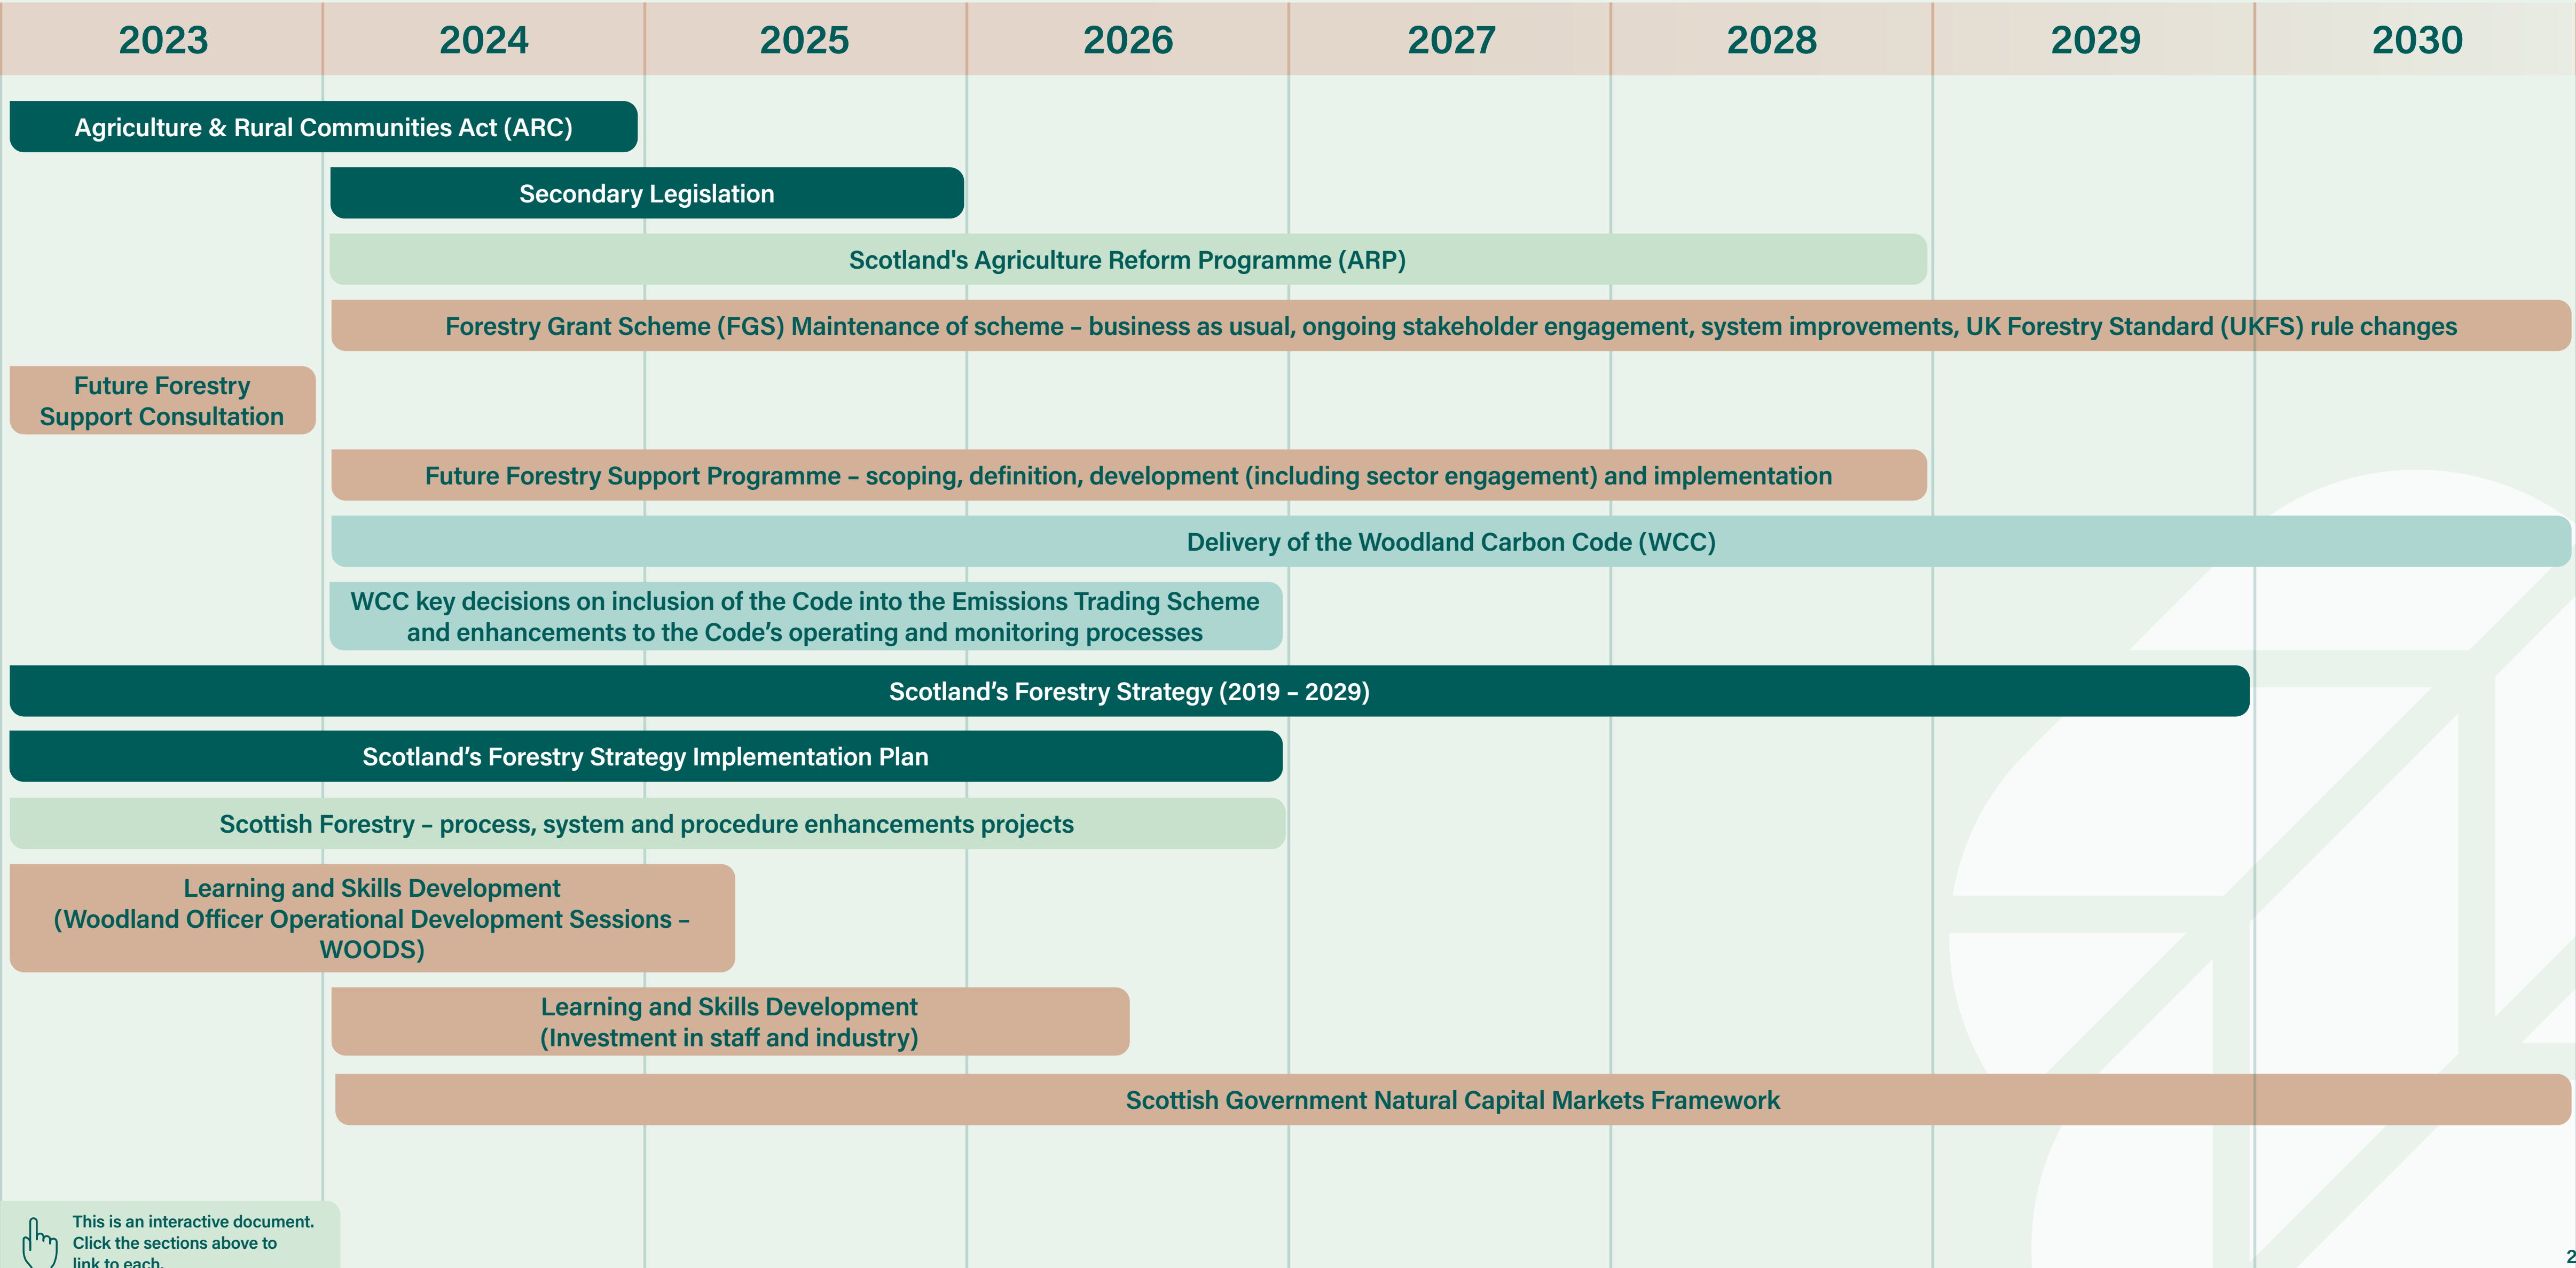 2023 2024 2025 2026 2027 2028 2029 2030
Agriculture & Rural Communities Act (ARC)
Secondary Legislation
Scotland's Agriculture Reform Programme (ARP)
Forestry Grant Scheme (FGS) Maintenance of scheme – business as usual, ongoing stakeholder engagement, system improvements, UK Forestry Standard (UKFS) rule changes
Future Forestry
Support Consultation
Future Forestry Support Programme – scoping, definition, development (including sector engagement) and implementation
Delivery of the Woodland Carbon Code (WCC)
WCC key decisions on inclusion of the Code into the Emissions Trading Scheme
and enhancements to the Code’s operating and monitoring processes
Scotland’s Forestry Strategy (2019 – 2029)
Scotland’s Forestry Strategy Implementation Plan
Scottish Forestry – process, system and procedure enhancements projects
Learning and Skills Development
(Woodland Officer Operational Development Sessions –
WOODS)
Learning and Skills Development
(Investment in staff and industry)
Scottish Government Natural Capital Markets Framework
This is an interactive document.
Click the sections above to
link to each.
2